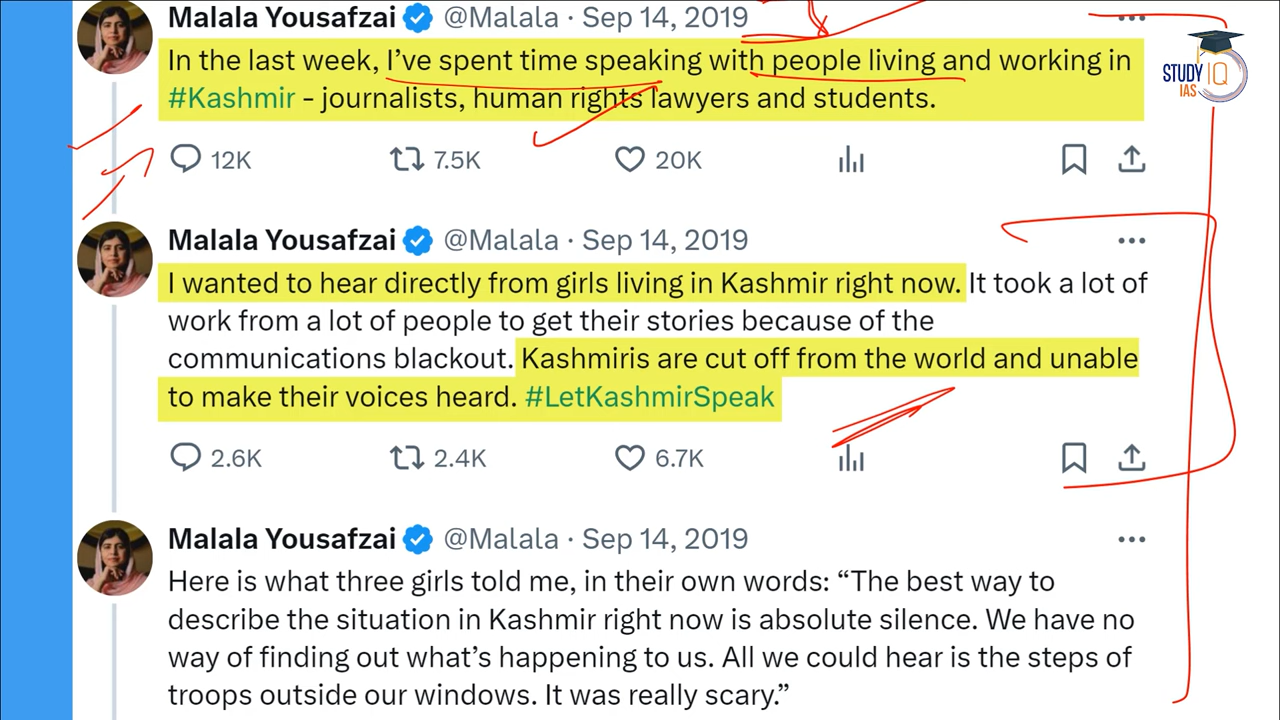 Malala Yousafzai @Malala · Sep 14, 2019 ...
STUDY IQ
IAS
In the last week, I've spent time speaking with people living and working in
#Kashmir - journalists, human rights lawyers and students.
12K 7.5K 20K
Malala Yousafzai @Malala · Sep 14, 2019 ...
I wanted to hear directly from girls living in Kashmir right now. It took a lot of
work from a lot of people to get their stories because of the
communications blackout. Kashmiris are cut off from the world and unable
to make their voices heard. #LetKashmirSpeak
2.6K 2.4K 6.7K
Malala Yousafzai @Malala · Sep 14, 2019 ...
Here is what three girls told me, in their own words: “The best way to
describe the situation in Kashmir right now is absolute silence. We have no
way of finding out what’s happening to us. All we could hear is the steps of
troops outside our windows. It was really scary.”